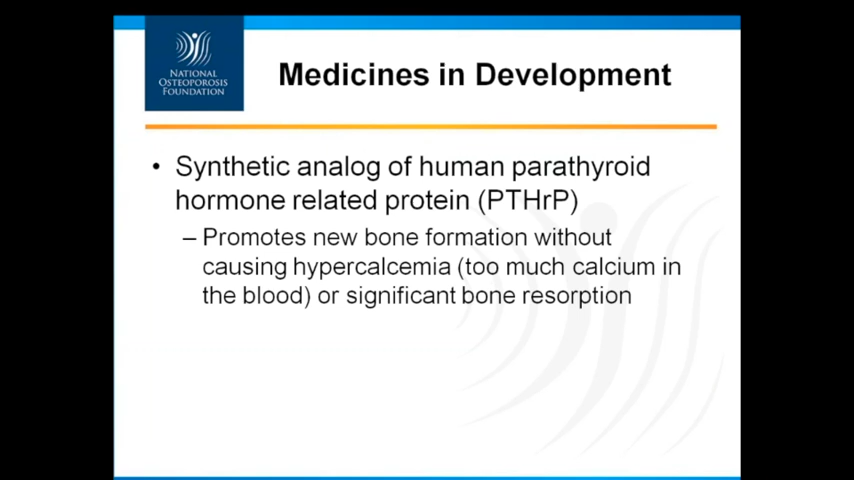 NATIONAL
OSTEOPOROSIS
FOUNDATION
Medicines in Development
• Synthetic analog of human parathyroid
hormone related protein (PTHrP)
– Promotes new bone formation without
causing hypercalcemia (too much calcium in
the blood) or significant bone resorption